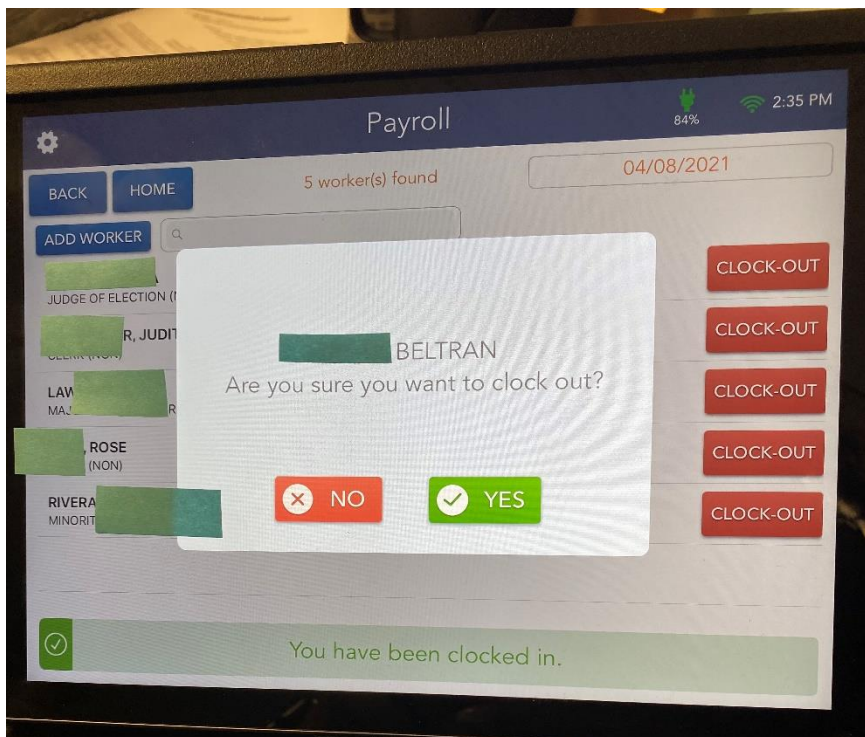 Payroll
84%
2:35 PM
BACK
HOME
5 worker(s) found
04/08/2021
ADD WORKER
JUDGE OF ELECTION
CLOCK-OUT
R, JUDIT
CLOCK-OUT
BELTRAN
Are you sure you want to clock out?
LAW
MAJ
R
CLOCK-OUT
, ROSE
(NON)
CLOCK-OUT
RIVERA
MINORIT
NO
YES
CLOCK-OUT
You have been clocked in.